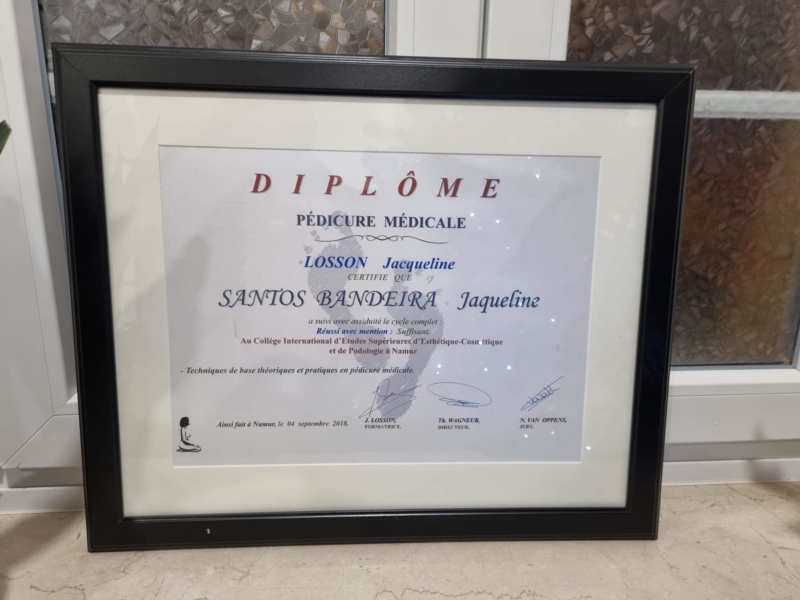 DIPLÔME
PÉDICURE MÉDICALE
LOSSON Jacqueline
CERTIFIE QUE
SANTOS BANDEIRA Jaqueline
a suivi avec assiduité le cycle complet
Réussi avec mention : Suffisant.
Au Collège International d'Etudes Supérieures d'Esthétique-Cosmétique
et de Podologie à Namur
- Techniques de base théoriques et pratiques en pédicure médicale.
Ainsi fait à Namur, le 04 septembre 2018.
J. LOSSON, Th. WAGNEUR, N. VAN OPPENS,
FORMATRICE. DIRECTEUR. JURY.